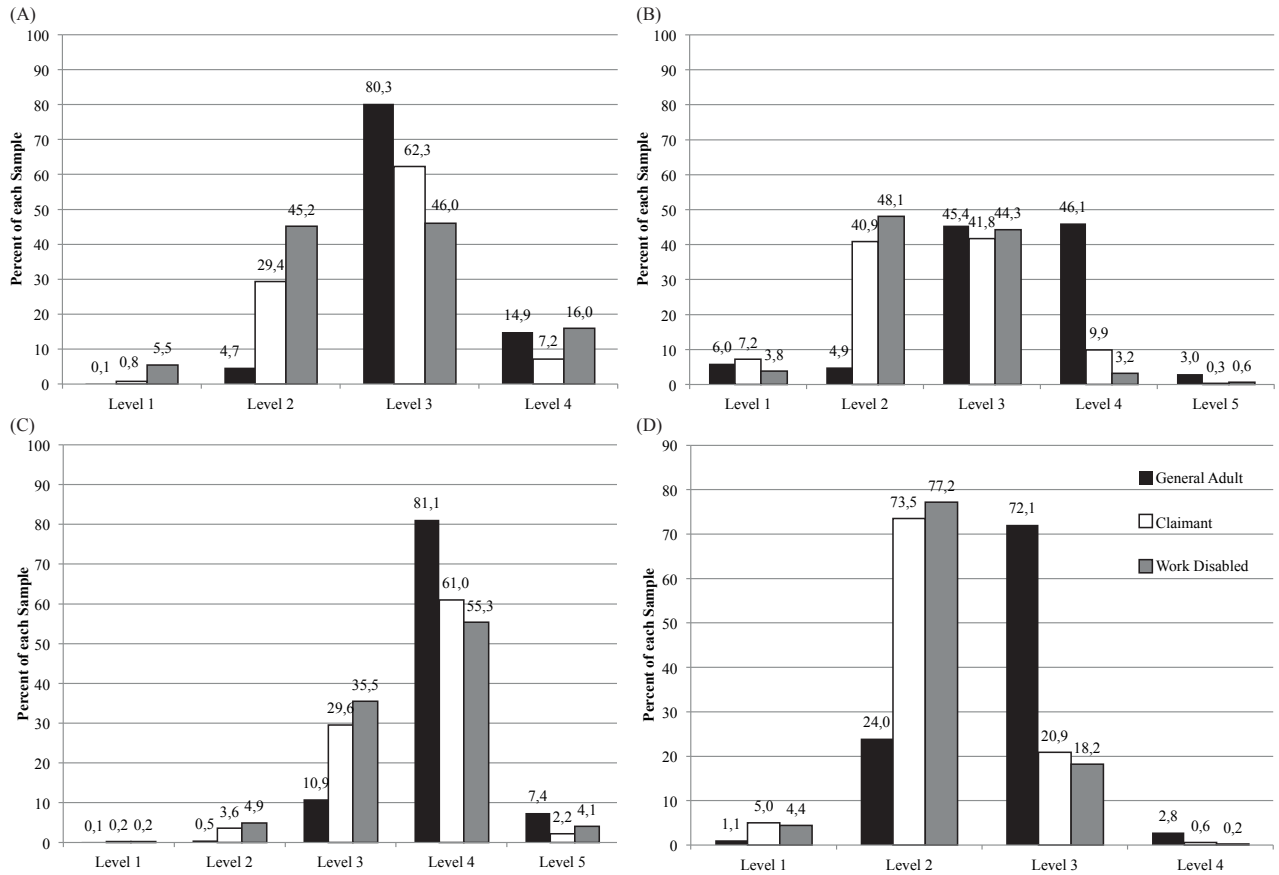 (A)
Percent of each Sample
100
90
80
70
60
50
40
30
20
10
0
0,1 0,8 5,5
4,7 29,4 45,2
80,3 62,3 46,0
14,9 7,2 16,0
Level 1 Level 2 Level 3 Level 4
(B)
Percent of each Sample
100
90
80
70
60
50
40
30
20
10
0
6,0 7,2 3,8
4,9 40,9 48,1
45,4 41,8 44,3
46,1 9,9 3,2
3,0 0,3 0,6
Level 1 Level 2 Level 3 Level 4 Level 5
(C)
Percent of each Sample
100
90
80
70
60
50
40
30
20
10
0
0,1 0,2 0,2
0,5 3,6 4,9
10,9 29,6 35,5
81,1 61,0 55,3
7,4 2,2 4,1
Level 1 Level 2 Level 3 Level 4 Level 5
(D)
Percent of each Sample
90
80
70
60
50
40
30
20
10
0
1,1 5,0 4,4
24,0 73,5 77,2
72,1 20,9 18,2
2,8 0,6 0,2
Level 1 Level 2 Level 3 Level 4
General Adult
Claimant
Work Disabled